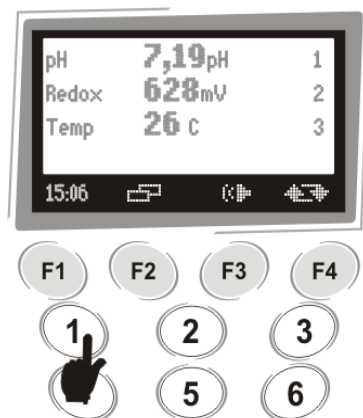 pH 7,19pH 1
Redox 628mV 2
Temp 26 C 3
15:06
F1 F2 F3 F4
1 2 3
5 6